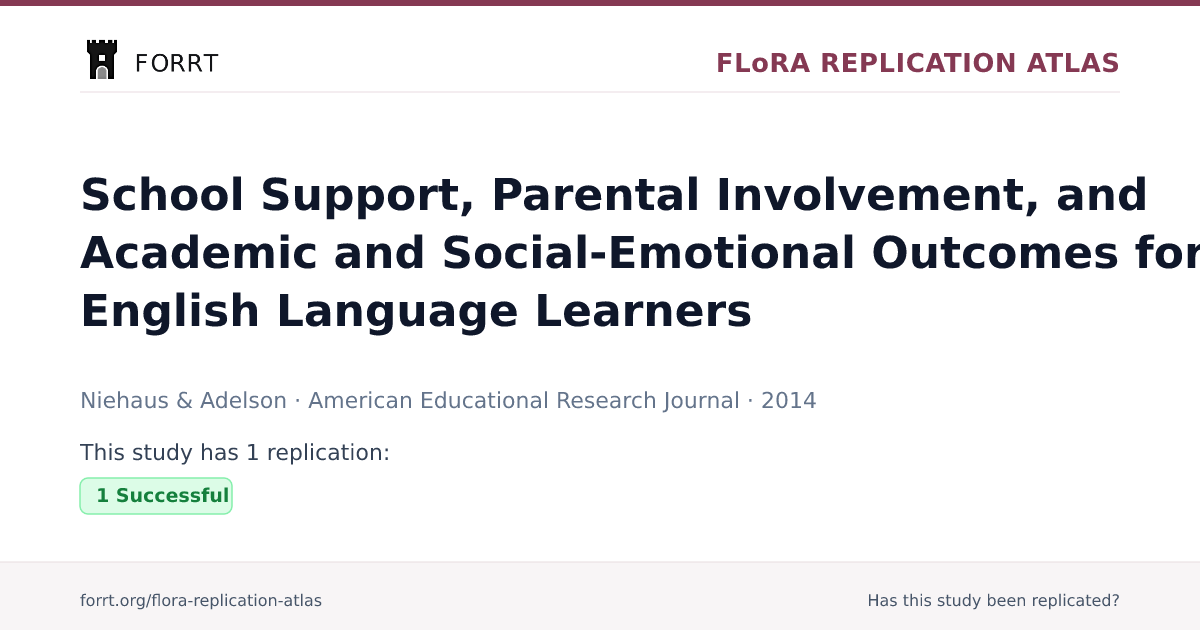 FORRT
FLoRA REPLICATION ATLAS
School Support, Parental Involvement, and
Academic and Social-Emotional Outcomes for
English Language Learners
Niehaus & Adelson · American Educational Research Journal · 2014
This study has 1 replication:
1 Successful
forrt.org/flora-replication-atlas
Has this study been replicated?